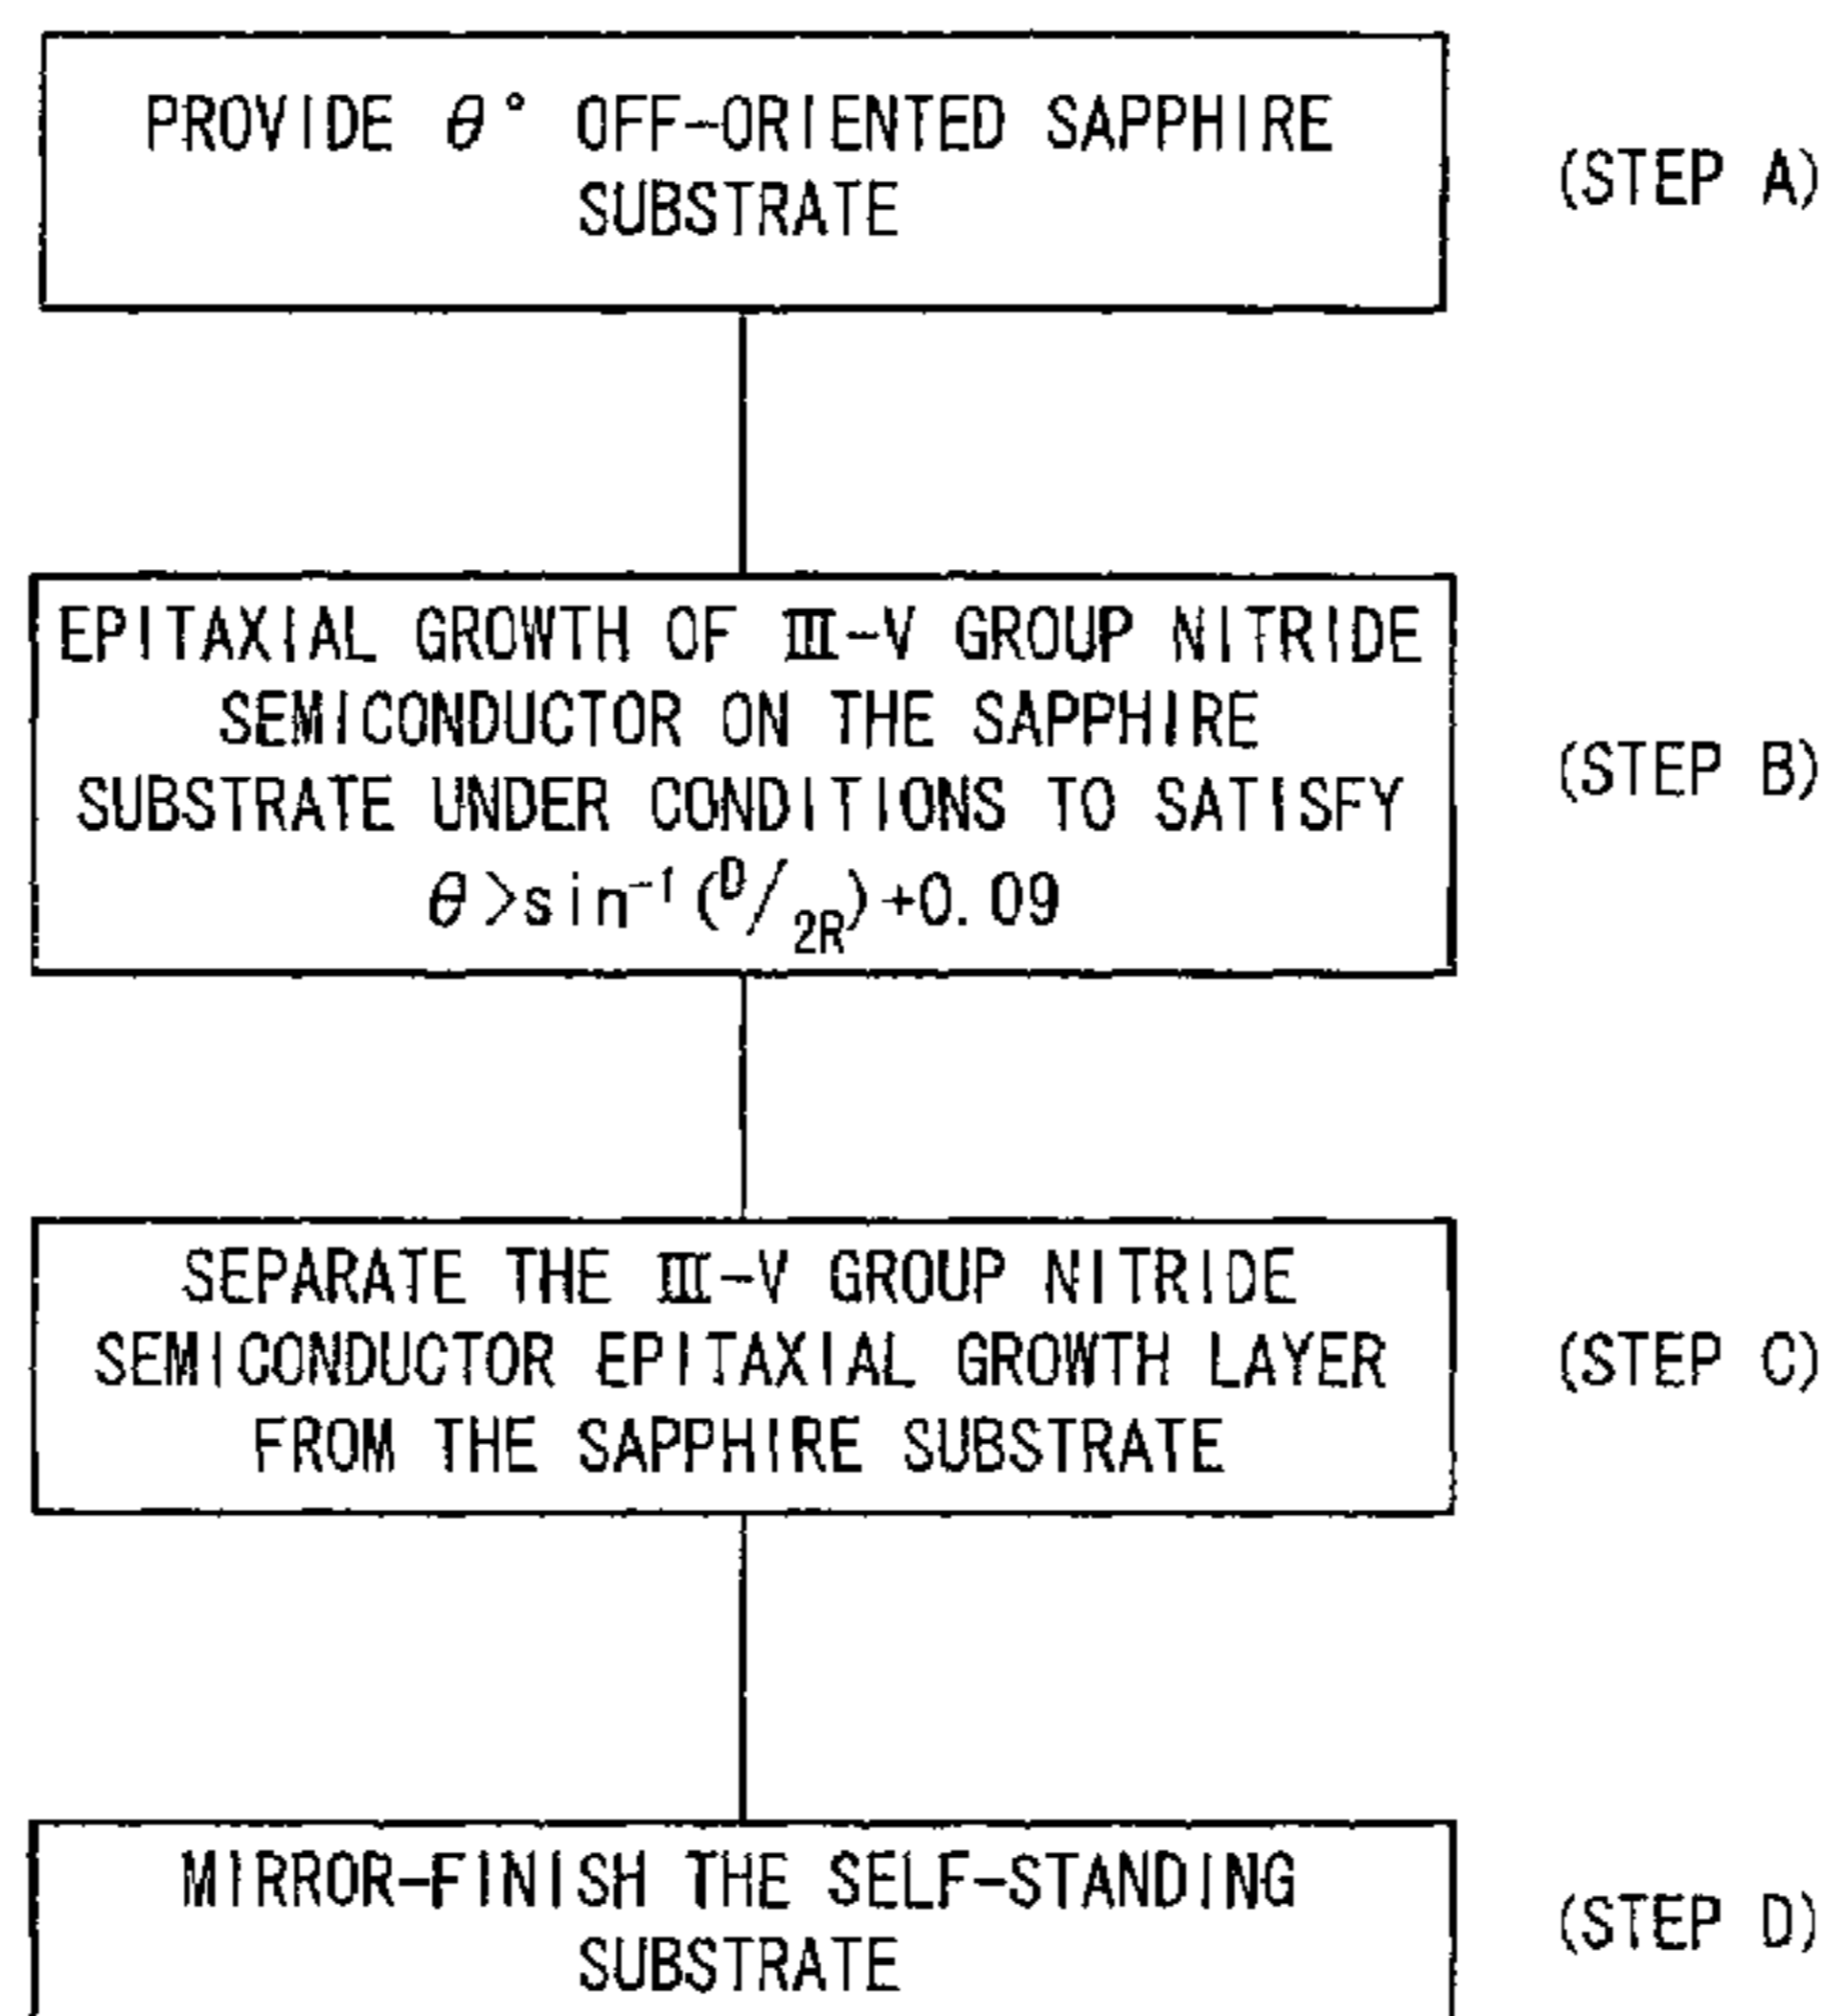 PROVIDE θ° OFF-ORIENTED SAPPHIRE
SUBSTRATE
(STEP A)
EPITAXIAL GROWTH OF III-V GROUP NITRIDE
SEMICONDUCTOR ON THE SAPPHIRE
SUBSTRATE UNDER CONDITIONS TO SATISFY
θ>sin⁻¹(D/2R)+0.09
(STEP B)
SEPARATE THE III-V GROUP NITRIDE
SEMICONDUCTOR EPITAXIAL GROWTH LAYER
FROM THE SAPPHIRE SUBSTRATE
(STEP C)
MIRROR-FINISH THE SELF-STANDING
SUBSTRATE
(STEP D)